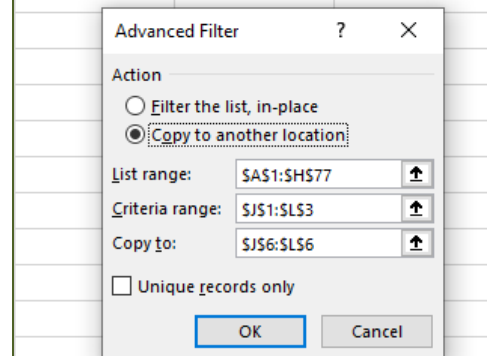 Advanced Filter ?
Action
Filter the list, in-place
Copy to another location
List range: $A$1:$H$77
Criteria range: $J$1:$L$3
Copy to: $J$6:$L$6
Unique records only
OK Cancel